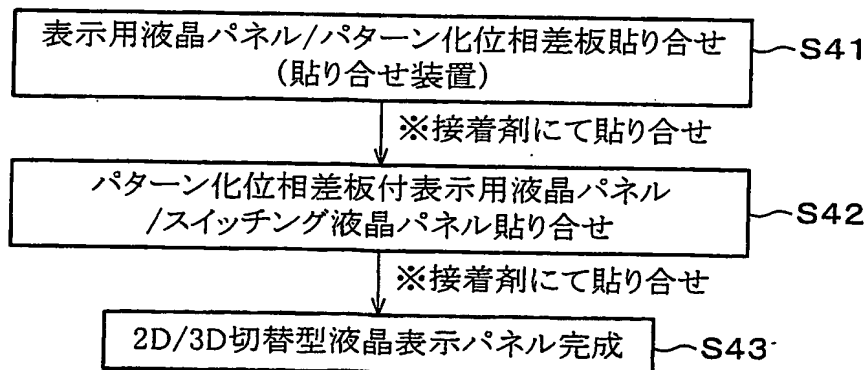 表示用液晶パネル/パターン化位相差板貼り合せ
(貼り合せ装置)
S41
※接着剤にて貼り合せ
パターン化位相差板付表示用液晶パネル
/スイッチング液晶パネル貼り合せ
S42
※接着剤にて貼り合せ
2D/3D切替型液晶表示パネル完成
S43